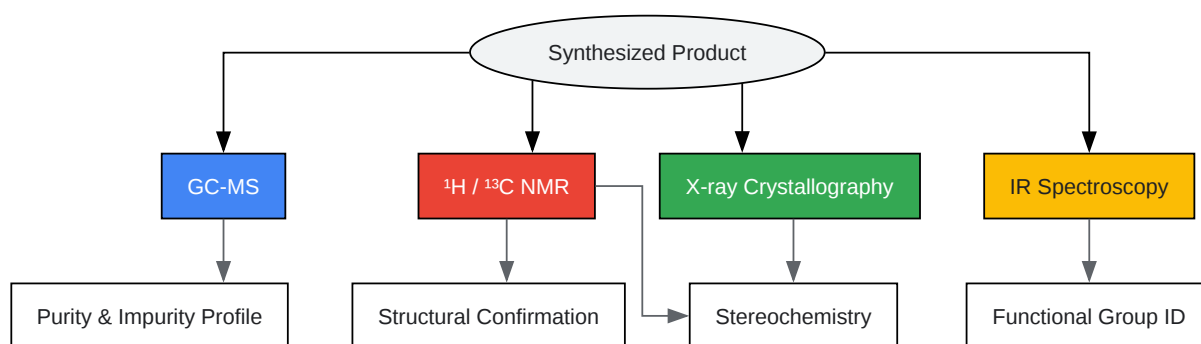 Synthesized Product
GC-MS
¹H / ¹³C NMR
X-ray Crystallography
IR Spectroscopy
Purity & Impurity Profile
Structural Confirmation
Stereochemistry
Functional Group ID